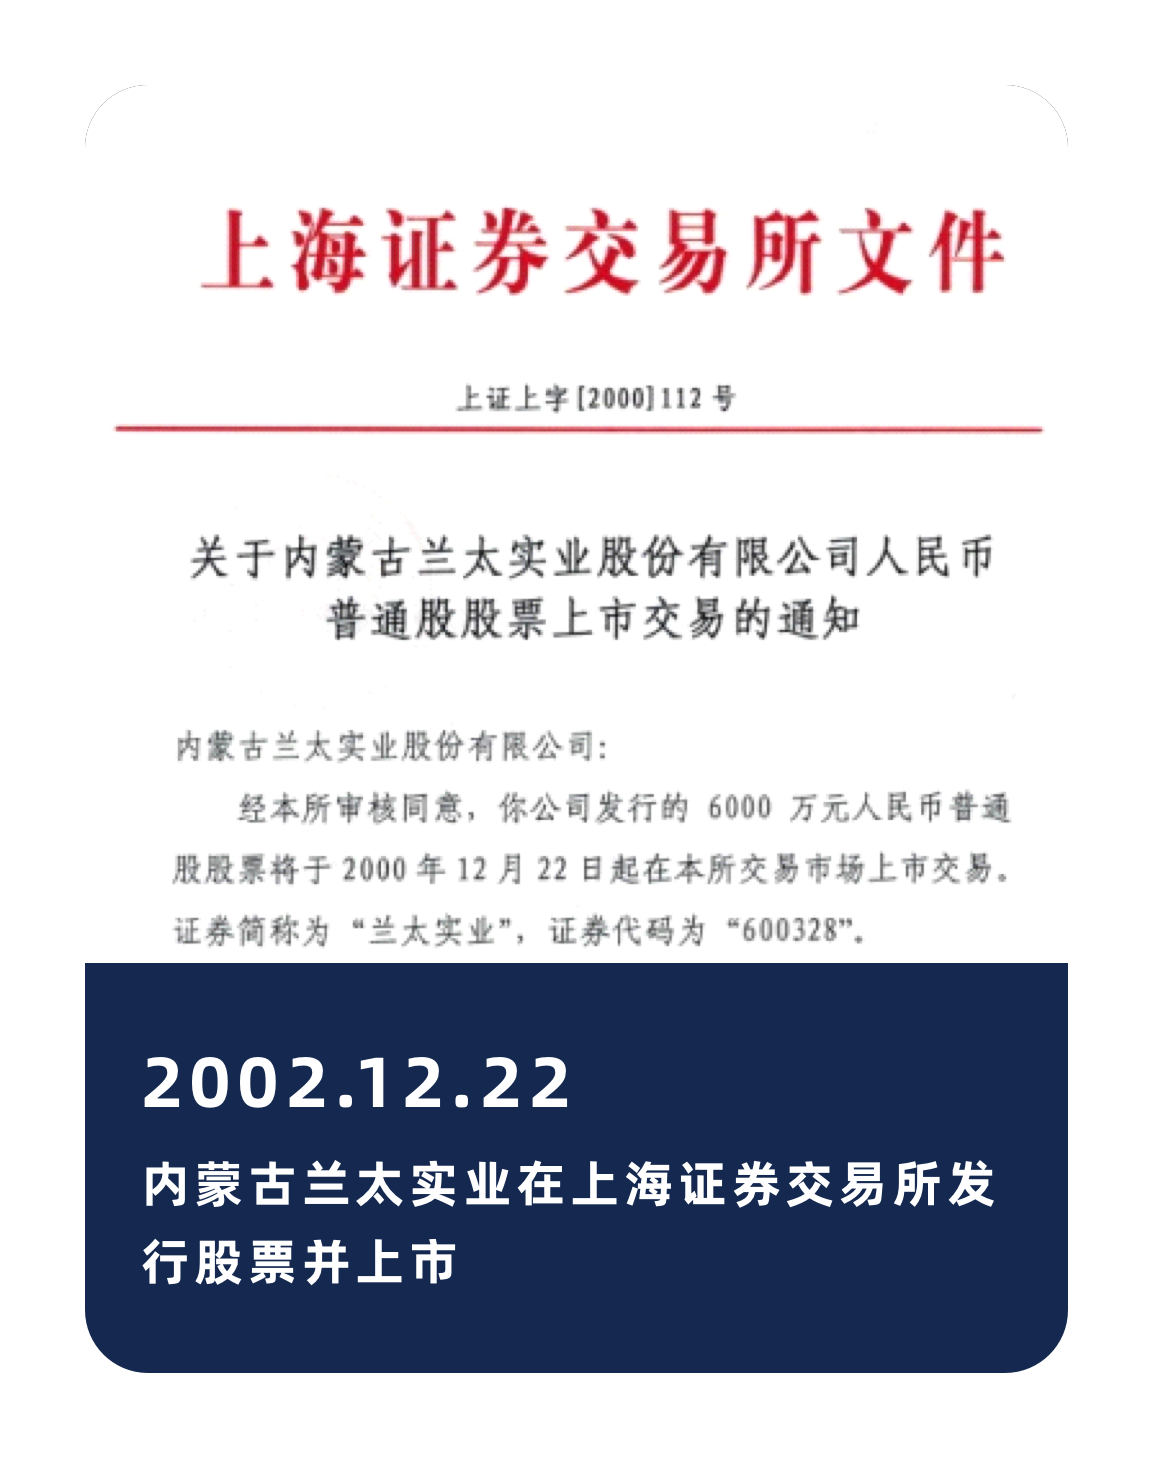 上海证券交易所文件
上证上字[2000]112 号
关于内蒙古兰太实业股份有限公司人民币
普通股股票上市交易的通知
内蒙古兰太实业股份有限公司:
经本所审核同意，你公司发行的 6000 万元人民币普通
股股票将于 2000 年 12 月 22 日起在本所交易市场上市交易。
证券简称为“兰太实业”，证券代码为“600328”。
2002.12.22
内蒙古兰太实业在上海证券交易所发
行股票并上市